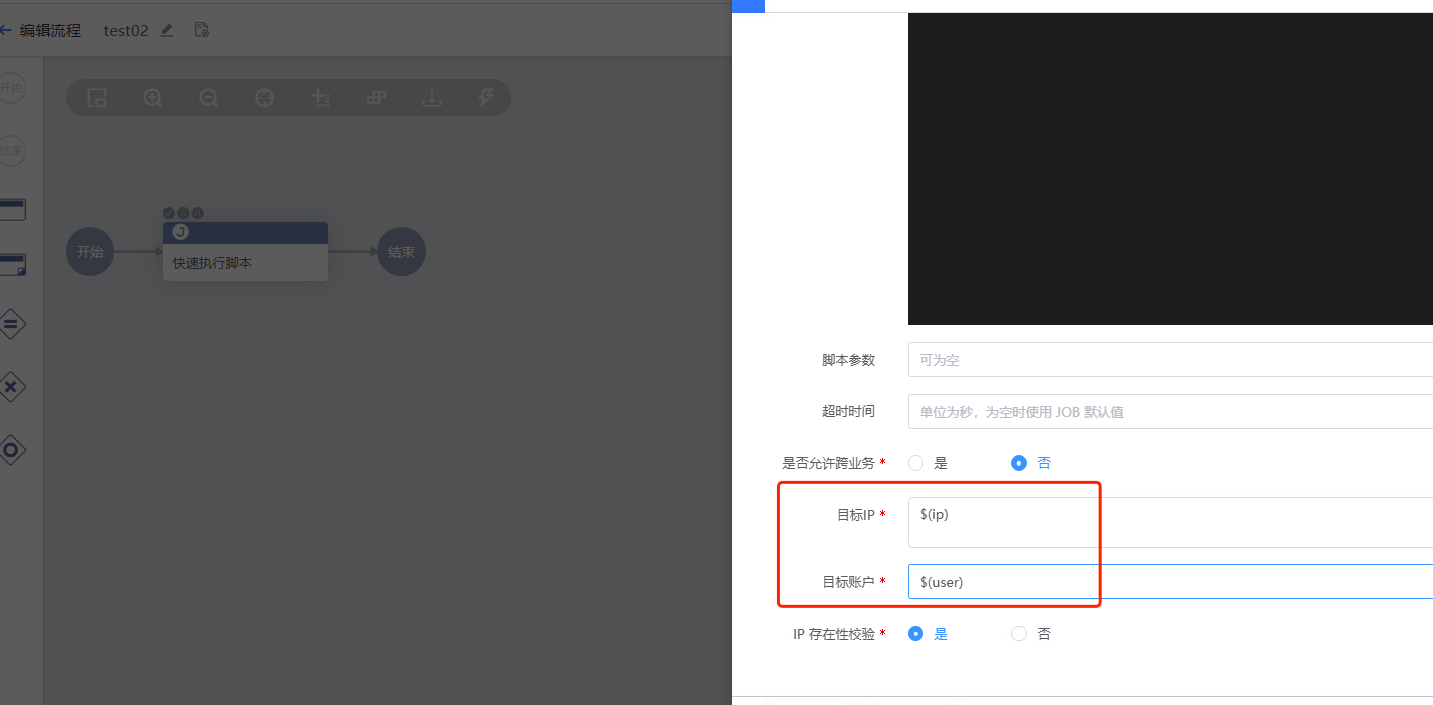 编辑流程 test02
开始
结束
开始
J
快速执行脚本
结束
脚本参数 可为空
超时时间 单位为秒，为空时使用 JOB 默认值
是否允许跨业务 * 是 否
目标IP * $(ip)
目标账户 * $(user)
IP 存在性校验 * 是 否